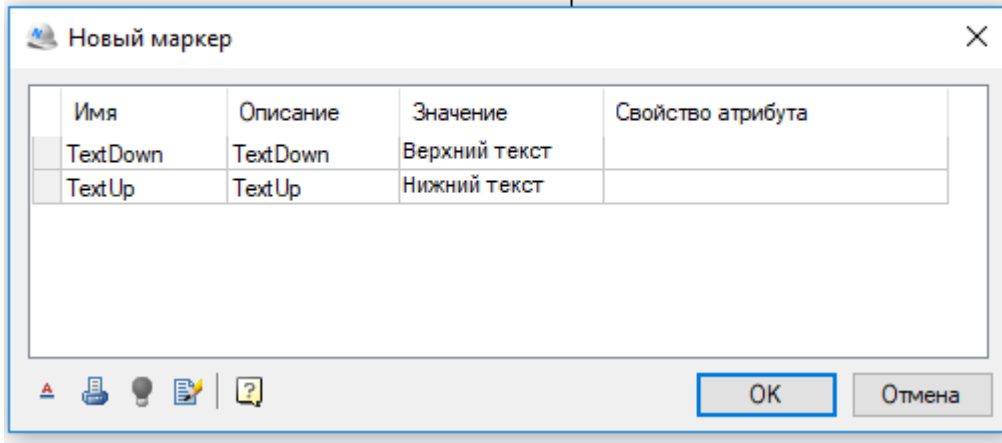 Новый маркер
Имя Описание Значение Свойство атрибута
TextDown TextDown Верхний текст
TextUp TextUp Нижний текст
OK Отмена